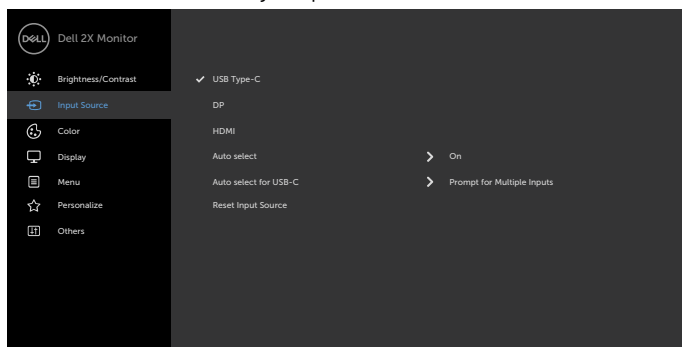 DELL
Dell 2X Monitor
Brightness/Contrast
USB Type-C
Input Source
DP
Color
HDMI
Display
Auto select
On
Menu
Auto select for USB-C
Prompt for Multiple Inputs
Personalize
Reset Input Source
Others